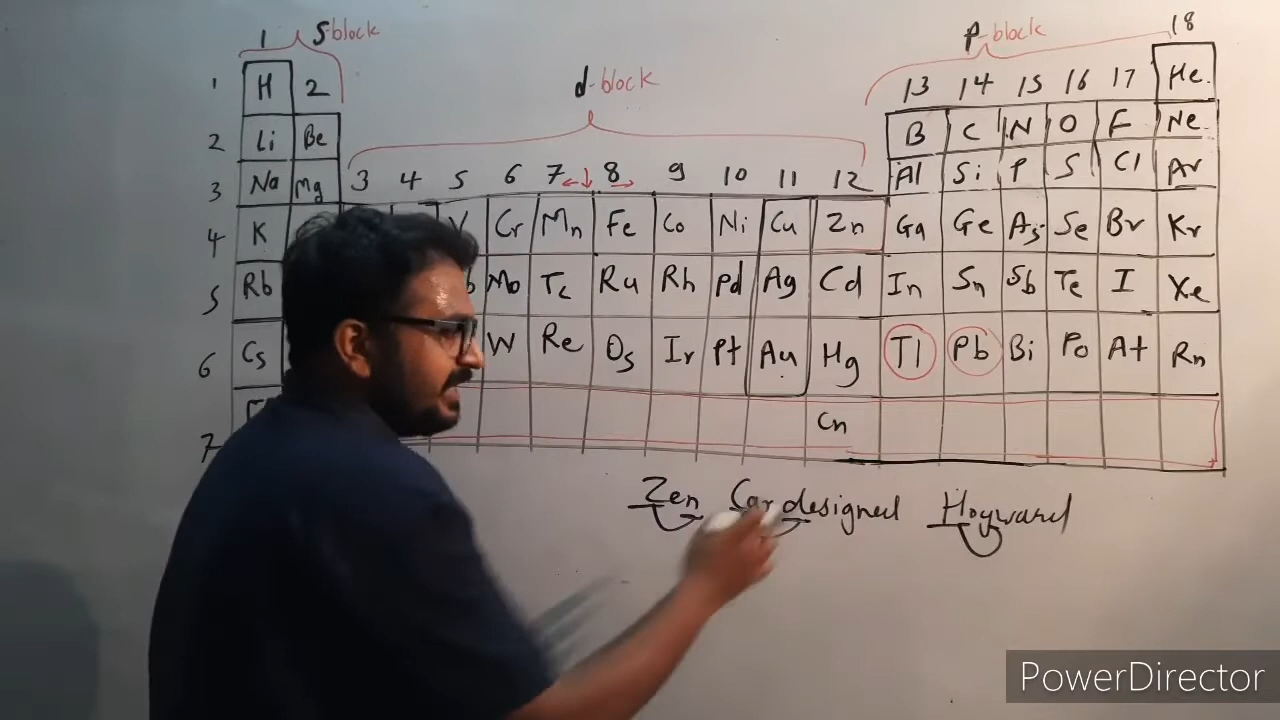 18
1 S-block p-block
1 H 2 d-block 13 14 15 16 17 He
2 Li Be B C N O F Ne
3 Na Mg 3 4 5 6 7 8 9 10 11 12 Al Si P S Cl Ar
4 K V Cr Mn Fe Co Ni Cu Zn Ga Ge As Se Br Kr
5 Rb Mo Tc Ru Rh Pd Ag Cd In Sn Sb Te I Xe
6 Cs W Re Os Ir Pt Au Hg Tl Pb Bi Po At Rn
7 Cn
Zen Car designed Hoyward
PowerDirector